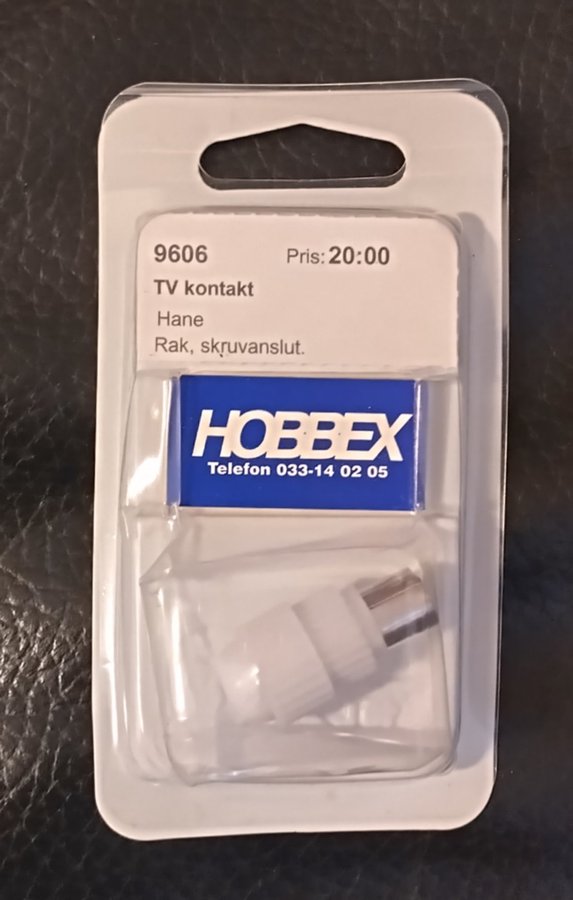 9606 Pris: 20:00
TV kontakt
Hane
Rak, skruvanslut.
HOBBEX
Telefon 033-14 02 05